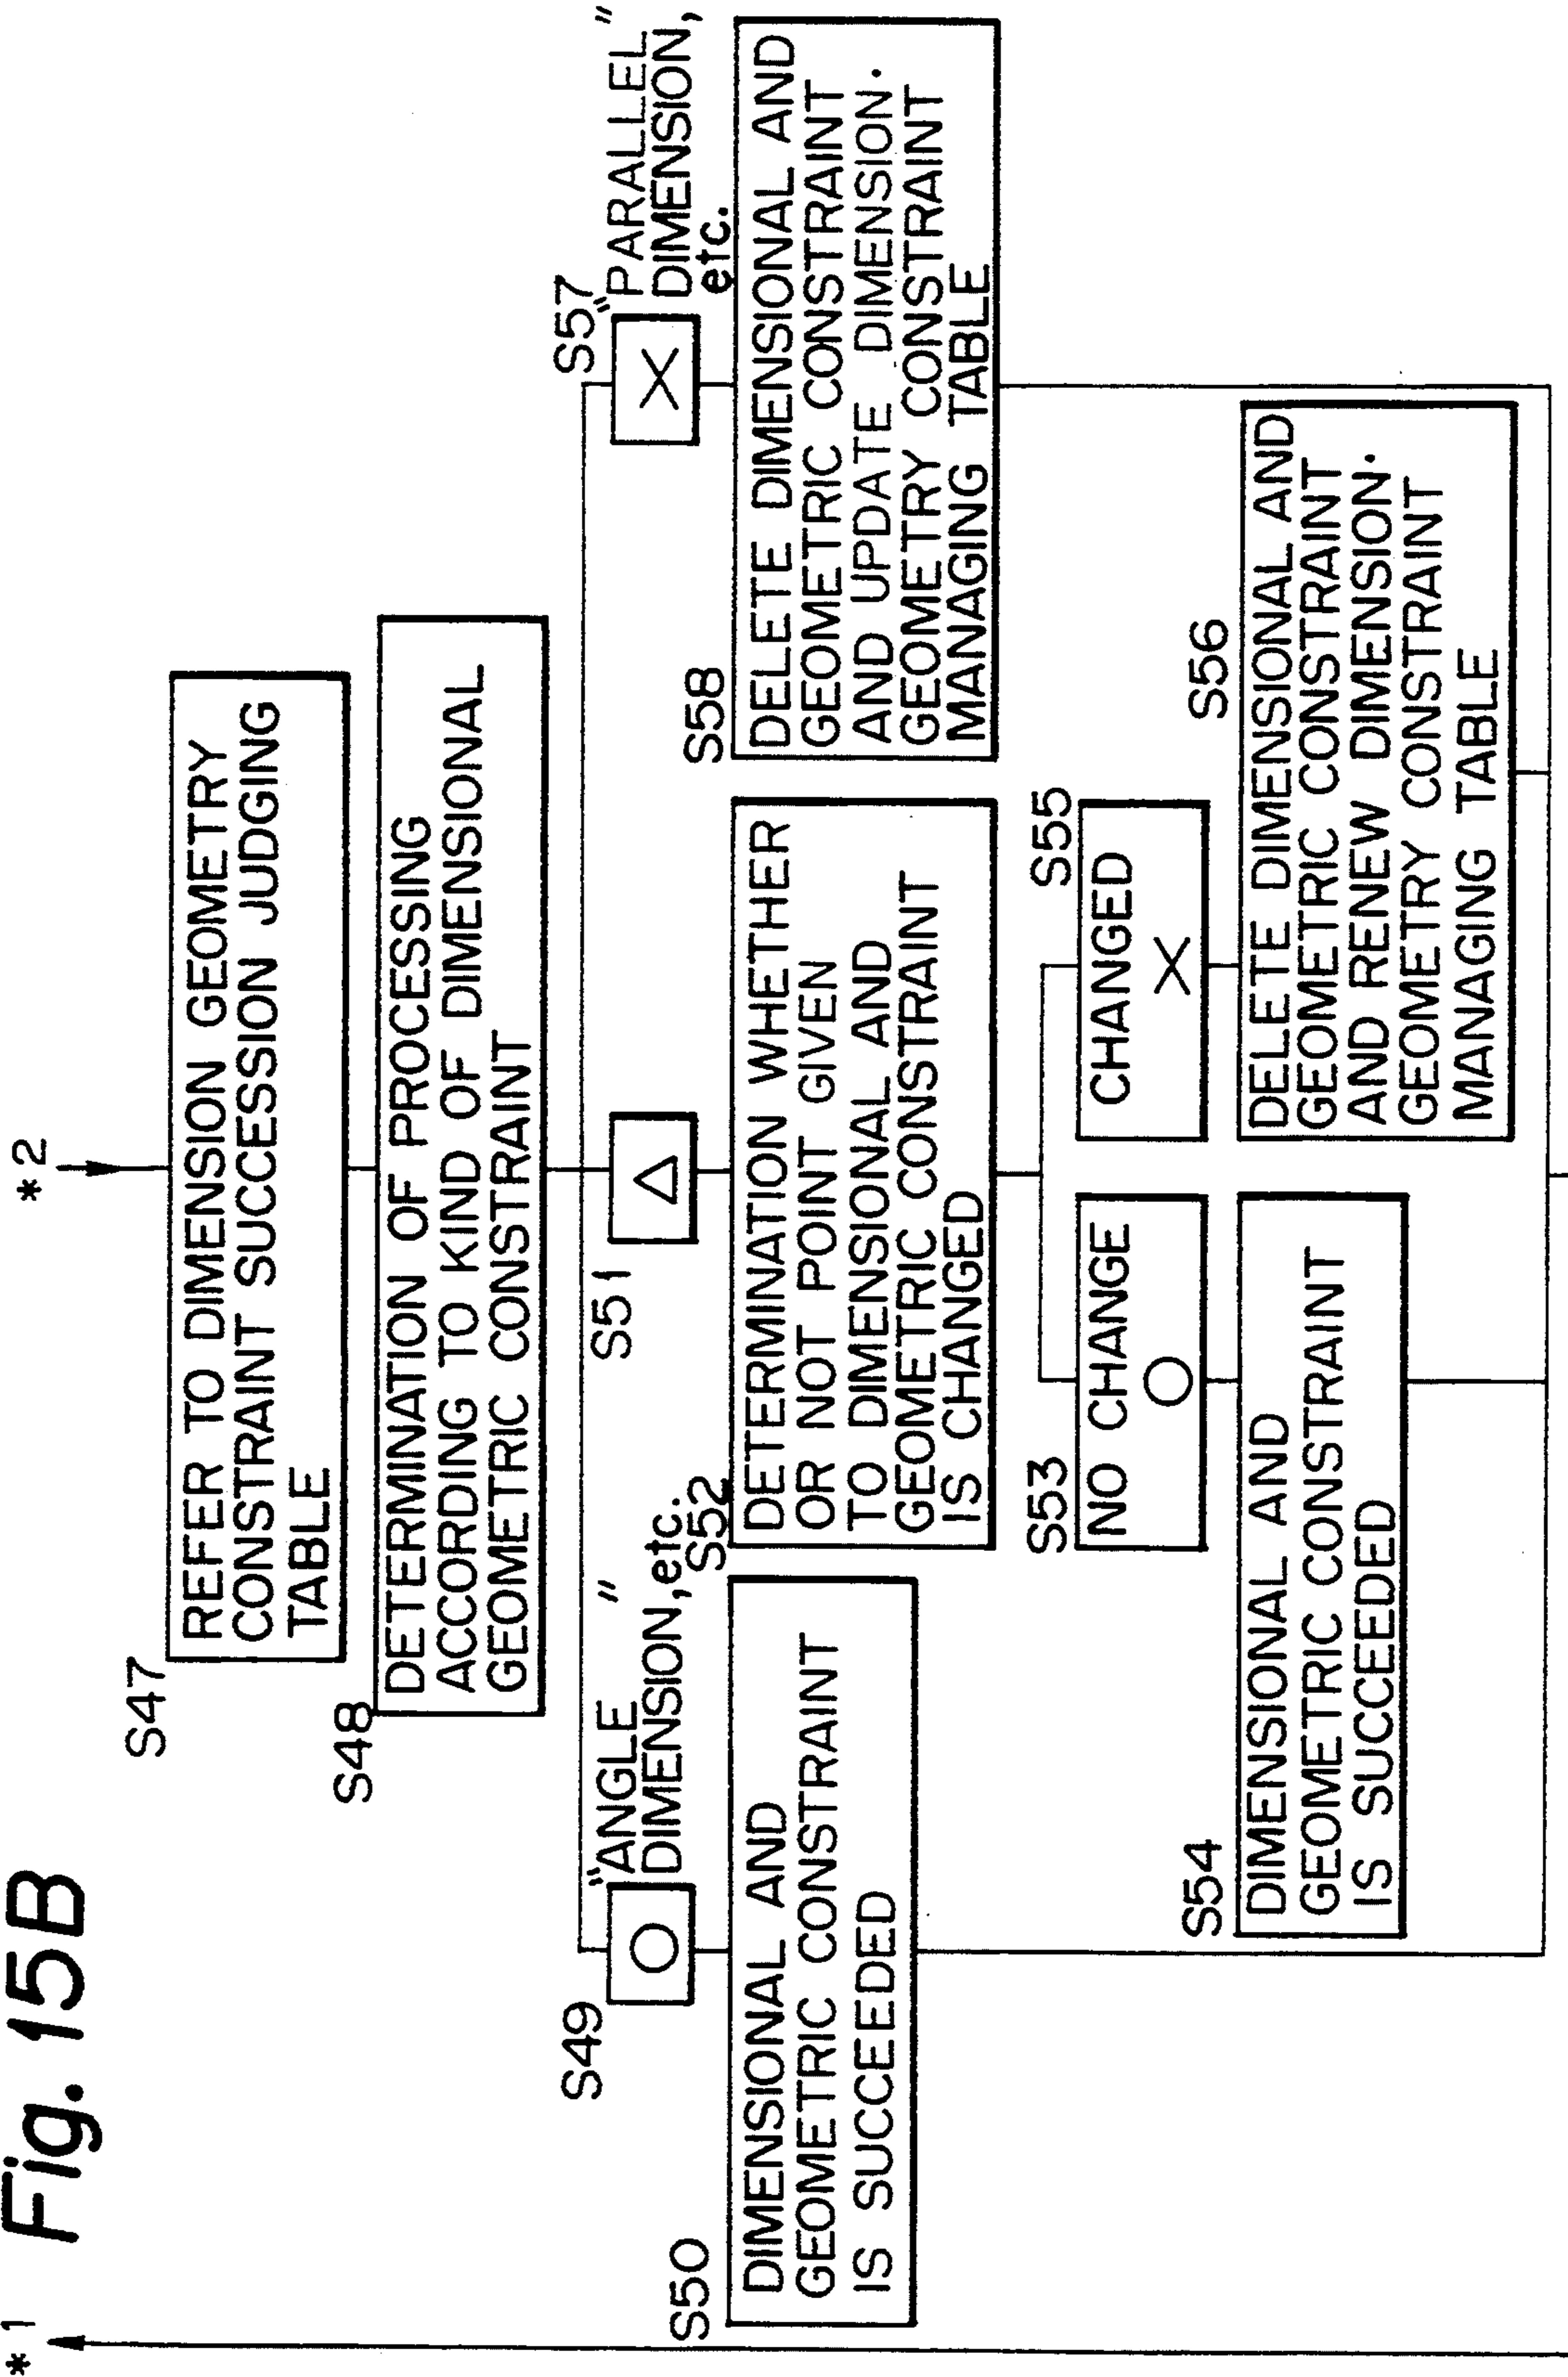 Fig. 15B
*1
*2
S47
REFER TO DIMENSION GEOMETRY
CONSTRAINT SUCCESSION JUDGING
TABLE
S48
DETERMINATION OF PROCESSING
ACCORDING TO KIND OF DIMENSIONAL
GEOMETRIC CONSTRAINT
S49
○
"ANGLE"
DIMENSION, etc.
S50
DIMENSIONAL AND
GEOMETRIC CONSTRAINT
IS SUCCEEDED
S51
△
S52
DETERMINATION WHETHER
OR NOT POINT GIVEN
TO DIMENSIONAL AND
GEOMETRIC CONSTRAINT
IS CHANGED
S53
NO CHANGE
○
S54
DIMENSIONAL AND
GEOMETRIC CONSTRAINT
IS SUCCEEDED
S55
CHANGED
X
S56
DELETE DIMENSIONAL AND
GEOMETRIC CONSTRAINT
AND RENEW DIMENSION·
GEOMETRY CONSTRAINT
MANAGING TABLE
S57
X
"PARALLEL"
DIMENSION,
etc.
S58
DELETE DIMENSIONAL AND
GEOMETRIC CONSTRAINT
AND UPDATE DIMENSION·
GEOMETRY CONSTRAINT
MANAGING TABLE